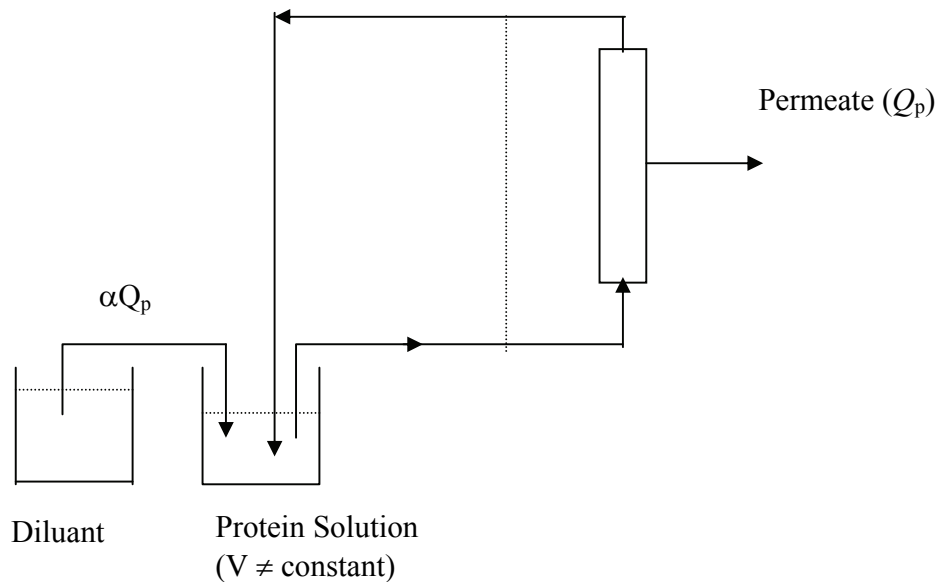 Permeate (Qp)
αQp
Diluant
Protein Solution
(V ≠ constant)